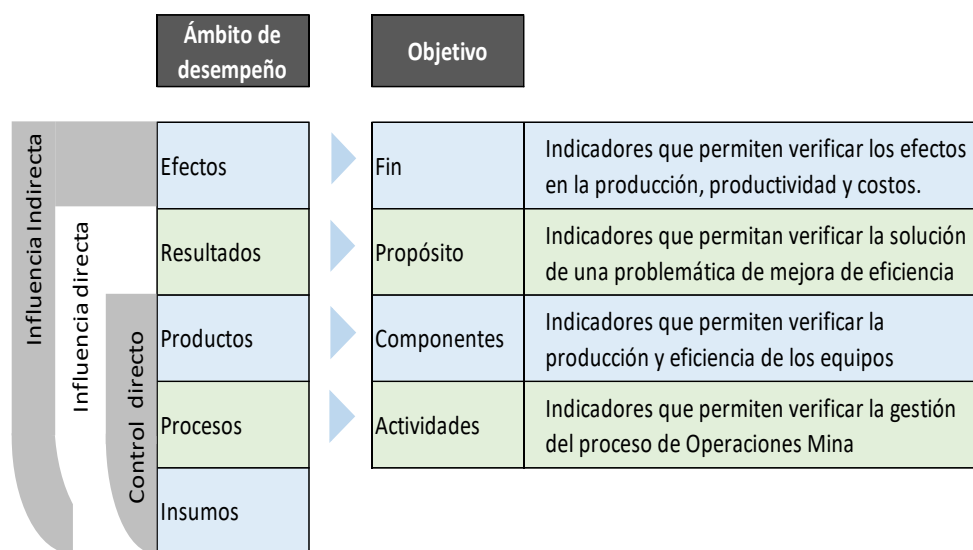 Ámbito de
desempeño
Objetivo
Influencia Indirecta
Influencia directa
Control directo
Efectos
Fin
Indicadores que permiten verificar los efectos
en la producción, productividad y costos.
Resultados
Propósito
Indicadores que permitan verificar la solución
de una problemática de mejora de eficiencia
Productos
Componentes
Indicadores que permiten verificar la
producción y eficiencia de los equipos
Procesos
Actividades
Indicadores que permiten verificar la gestión
del proceso de Operaciones Mina
Insumos